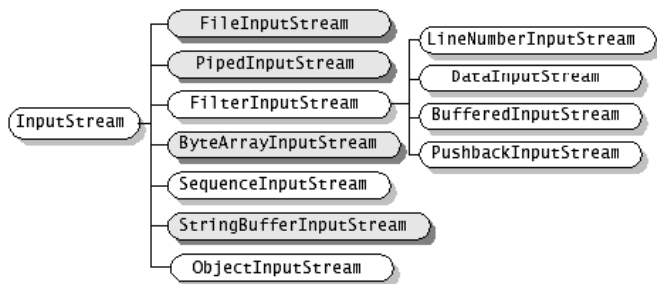 InputStream
FileInputStream
PipedInputStream
FilterInputStream
ByteArrayInputStream
SequenceInputStream
StringBufferInputStream
ObjectInputStream
LineNumberInputStream
DataInputStream
BufferedInputStream
PushbackInputStream